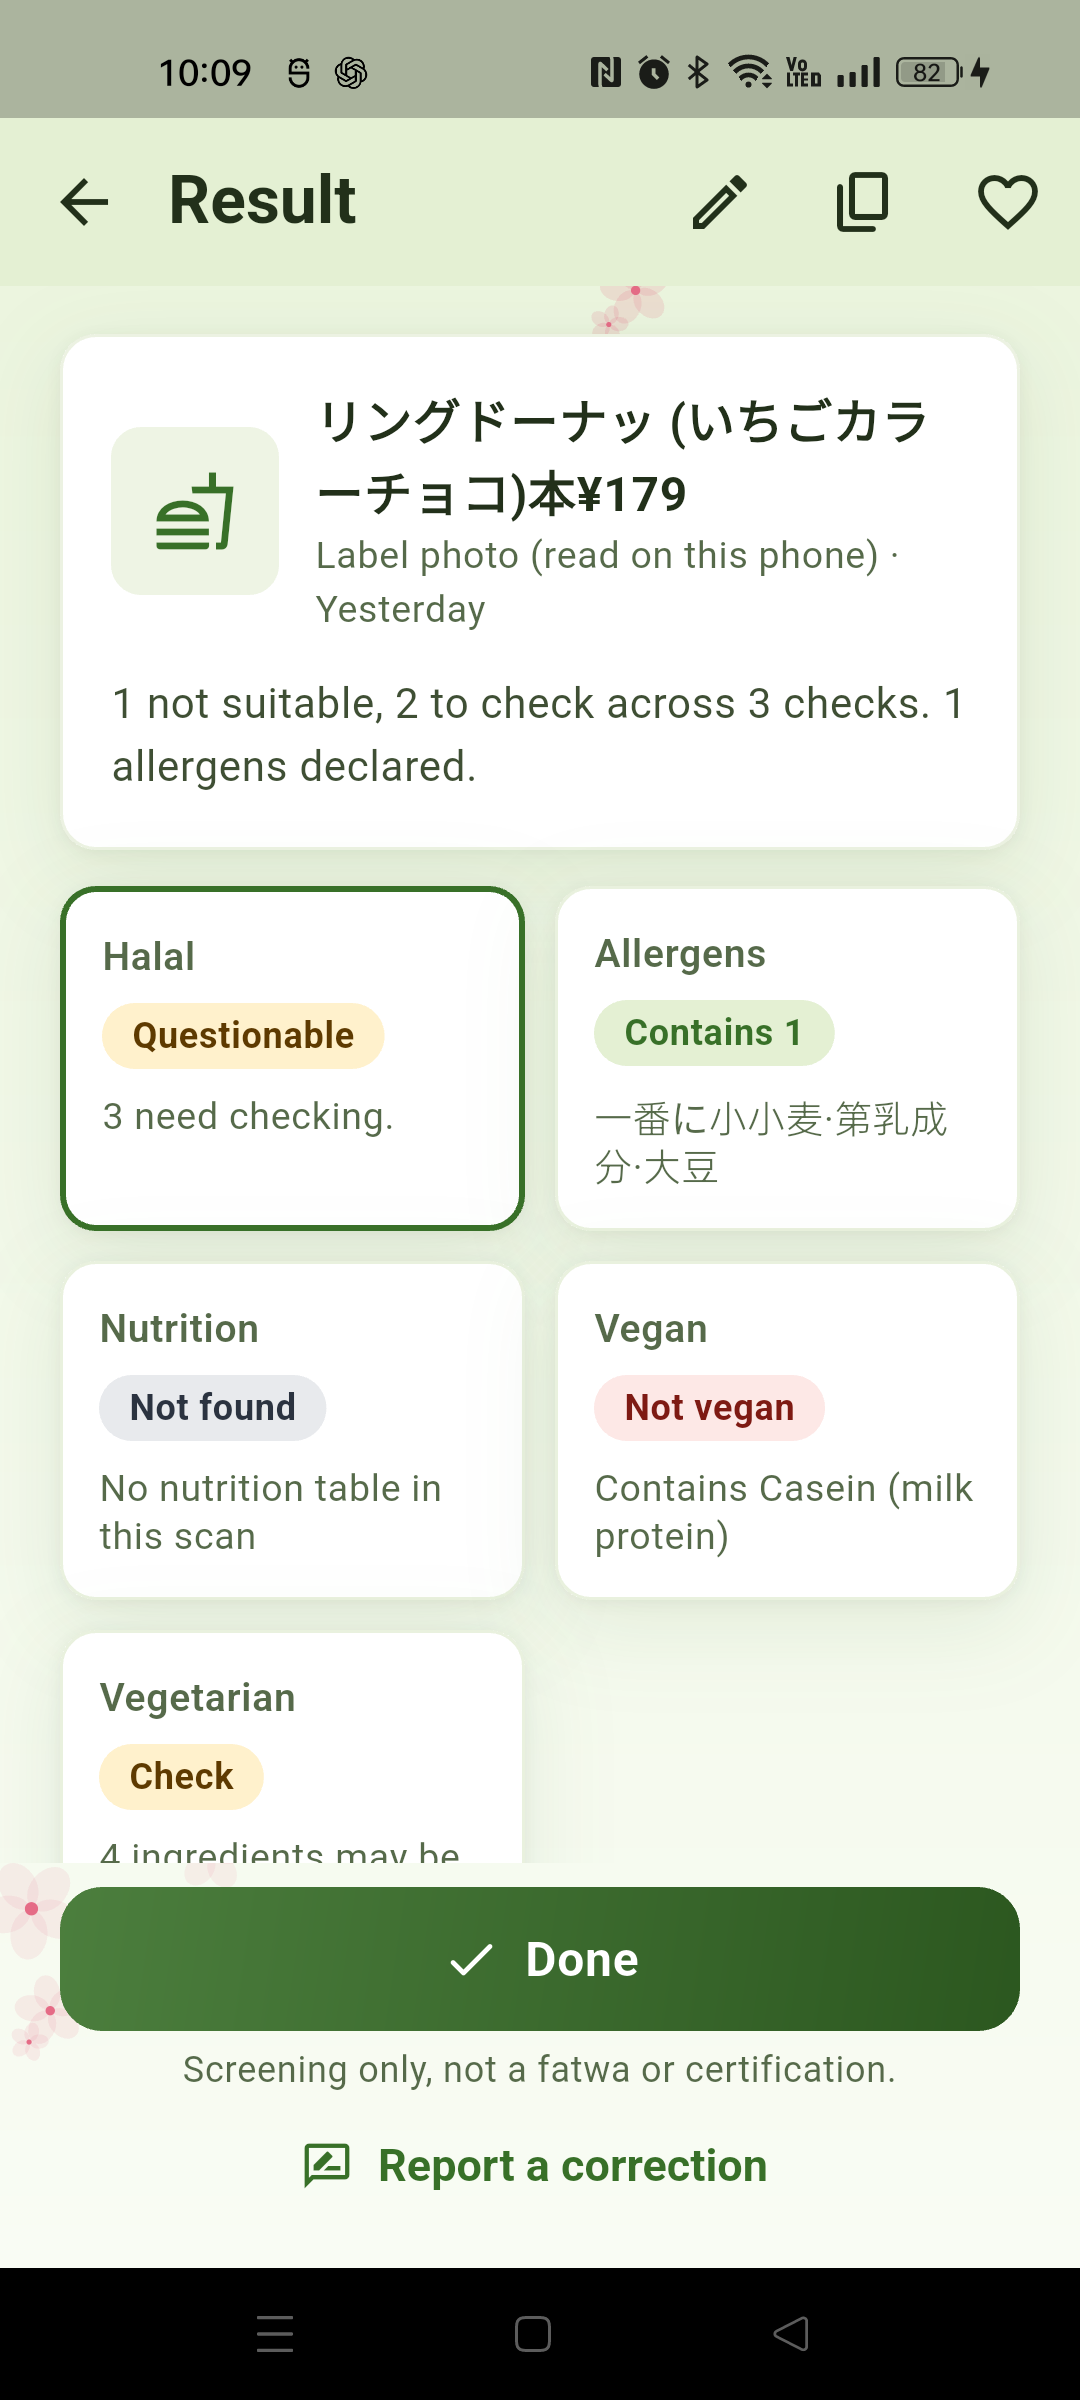 10:09
Vo LTED
82
Result
リングドーナッ (いちごカラ
ーチョコ)本¥179
Label photo (read on this phone) ·
Yesterday
1 not suitable, 2 to check across 3 checks. 1
allergens declared.
Halal
Questionable
3 need checking.
Allergens
Contains 1
一番に小小麦·第乳成
分·大豆
Nutrition
Not found
No nutrition table in
this scan
Vegan
Not vegan
Contains Casein (milk
protein)
Vegetarian
Check
4 ingredients may be
Done
Screening only, not a fatwa or certification.
Report a correction